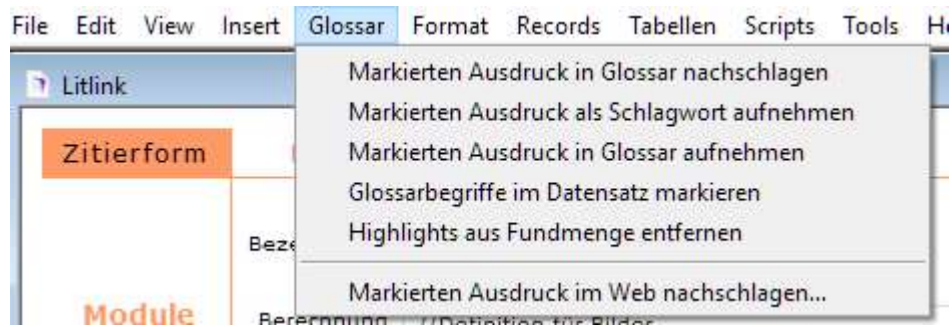 File Edit View Insert Glossar Format Records Tabellen Scripts Tools
Litlink
Markierten Ausdruck in Glossar nachschlagen
Markierten Ausdruck als Schlagwort aufnehmen
Zitierform
Markierten Ausdruck in Glossar aufnehmen
Glossarbegriffe im Datensatz markieren
Highlights aus Fundmenge entfernen
Markierten Ausdruck im Web nachschlagen...
Module